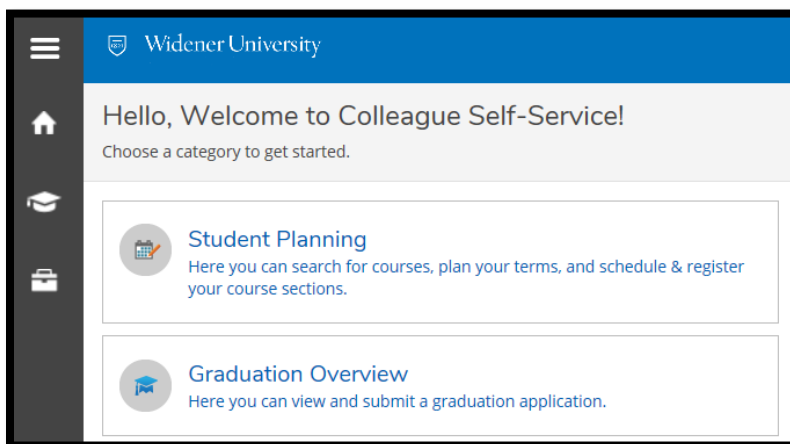 Widener University
Hello, Welcome to Colleague Self-Service!
Choose a category to get started.
Student Planning
Here you can search for courses, plan your terms, and schedule & register
your course sections.
Graduation Overview
Here you can view and submit a graduation application.